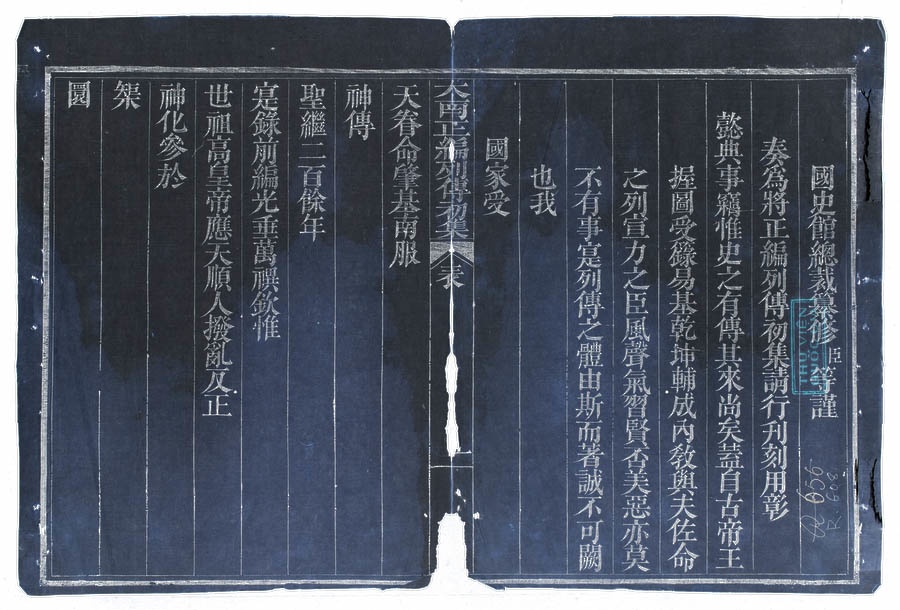 國史館總裁纂修臣等謹
奏為將正編列傳初集請行刊刻用彰
懿典事竊惟史之有傳其來尚矣蓋自古帝王
握圖受籙易基乾坤輔成內教與夫佐命
之列宣力之臣風聲氣習賢否美惡亦莫
不有事寔列傳之體由斯而著誠不可闕
也我
國家受
大南正編列傳初集 表 一
天眷命肇基南服
神傳
聖繼二百餘年
寔錄前編光垂萬禩欽惟
世祖高皇帝應天順人撥亂反正
神化參於
榘
圜
R 656
R. 608